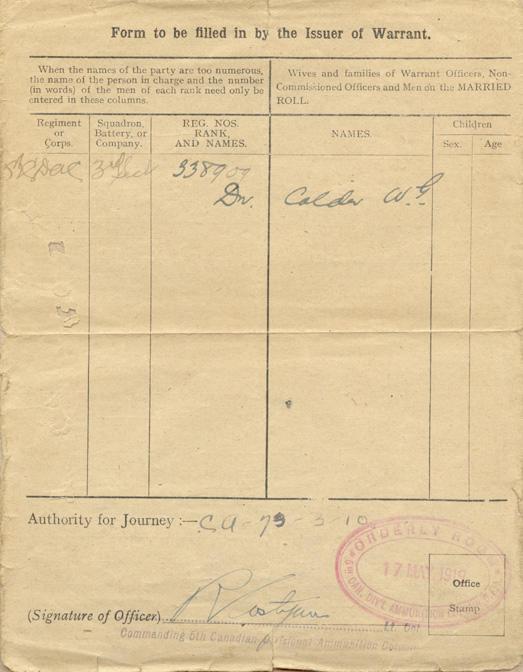 Form to be filled in by the Issuer of Warrant.
When the names of the party are too numerous,
the name of the person in charge and the number
(in words) of the men of each rank need only be
entered in these columns.
Wives and families of Warrant Officers, Non-
Commissioned Officers and Men on the MARRIED
ROLL.
Regiment
or
Corps.
Squadron,
Battery, or
Company.
REG. NOS.
RANK,
AND NAMES.
NAMES.
Children
Sex.
Age
338909
Dr. Calder W.G.
Authority for Journey :—
ORDERLY ROOM
17 MAY 1919
CAN. DIV'L AMMUNITION
Office
Stamp
(Signature of Officer)
Lt. Col.
Commanding 5th Canadian Divisional Ammunition Column